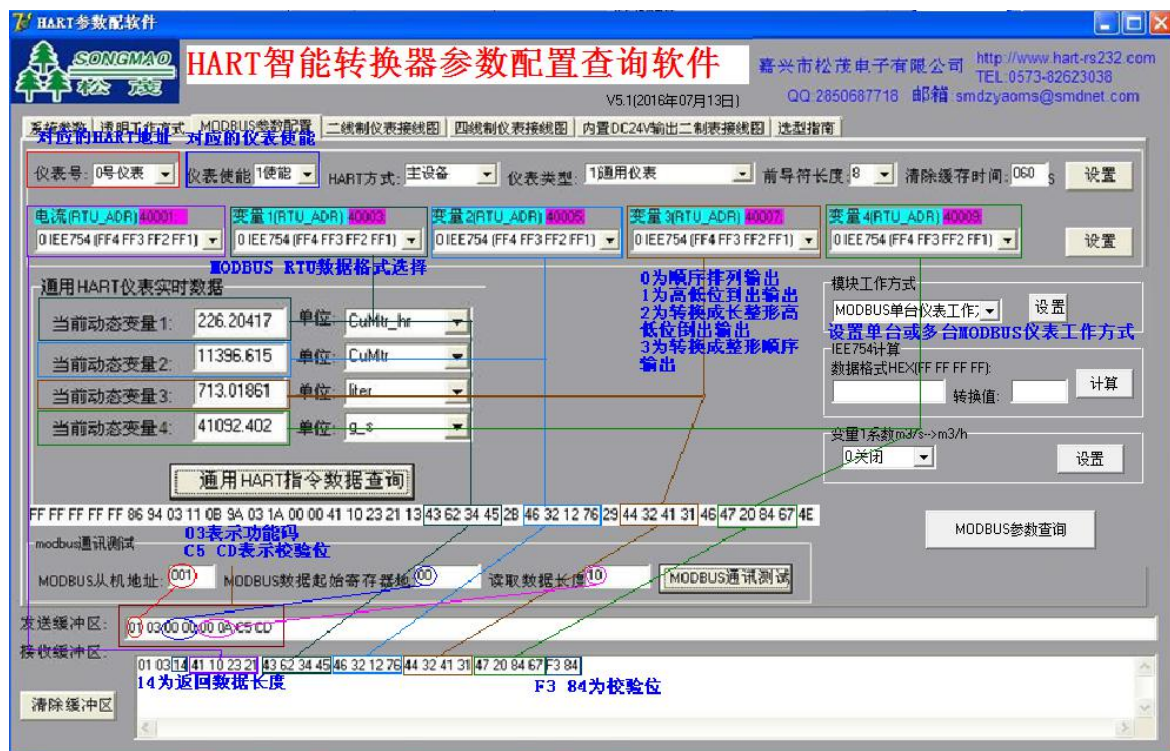 HART参数配软件
SONGMAO
松茂
HART智能转换器参数配置查询软件
嘉兴市松茂电子有限公司 http://www.hart-rs232.com
TEL:0573-82623038
V5.1(2016年07月13日) QQ:2850687718 邮箱:smdzyaoms@smdnet.com
系统参数 透明工作方式 MODBUS参数配置 二线制仪表接线图 四线制仪表接线图 内置DC24V输出二制表接线图 选型指南
对应的HART地址 对应的仪表使能
仪表号: 0号仪表 仪表使能 1使能 HART方式: 主设备 仪表类型: 1通用仪表 前导符长度: 8 清除缓存时间: 060 s 设置
电流(RTU_ADR) 40001: 变量1(RTU_ADR) 40003: 变量2(RTU_ADR) 40005: 变量3(RTU_ADR) 40007: 变量4(RTU_ADR) 40009:
0 IEE754 (FF4 FF3 FF2 FF1) 0 IEE754 (FF4 FF3 FF2 FF1) 0 IEE754 (FF4 FF3 FF2 FF1) 0 IEE754 (FF4 FF3 FF2 FF1) 0 IEE754 (FF4 FF3 FF2 FF1) 设置
MODBUS RTU数据格式选择
0为顺序排列输出
1为高低位到出输出
2为转换成长整形高
低位倒出输出
3为转换成整形顺序
输出
通用HART仪表实时数据
当前动态变量1: 226.20417 单位: CuMtr_hr
当前动态变量2: 11396.615 单位: CuMtr
当前动态变量3: 713.01861 单位: liter
当前动态变量4: 41092.402 单位: g_s
模块工作方式
MODBUS单台仪表工作 设置
设置单台或多台MODBUS仪表工作方式
IEE754计算
数据格式HEX(FF FF FF FF):
转换值: 计算
变量1系数m3/s-->m3/h
0关闭 设置
通用HART指令数据查询
FF FF FF FF FF 86 94 03 11 0B 9A 03 1A 00 00 41 10 23 21 13 43 62 34 45 2B 46 32 12 76 29 44 32 41 31 46 47 20 84 67 4E
03表示功能码
C5 CD表示校验位
MODBUS参数查询
modbus通讯测试
MODBUS从机地址: 001 MODBUS数据起始寄存器地 00 读取数据长度 10 MODBUS通讯测试
发送缓冲区: 01 03 00 00 00 0A C5 CD
接收缓冲区: 01 03 14 41 10 23 21 43 62 34 45 46 32 12 76 44 32 41 31 47 20 84 67 F3 84
14为返回数据长度 F3 84为校验位
清除缓冲区